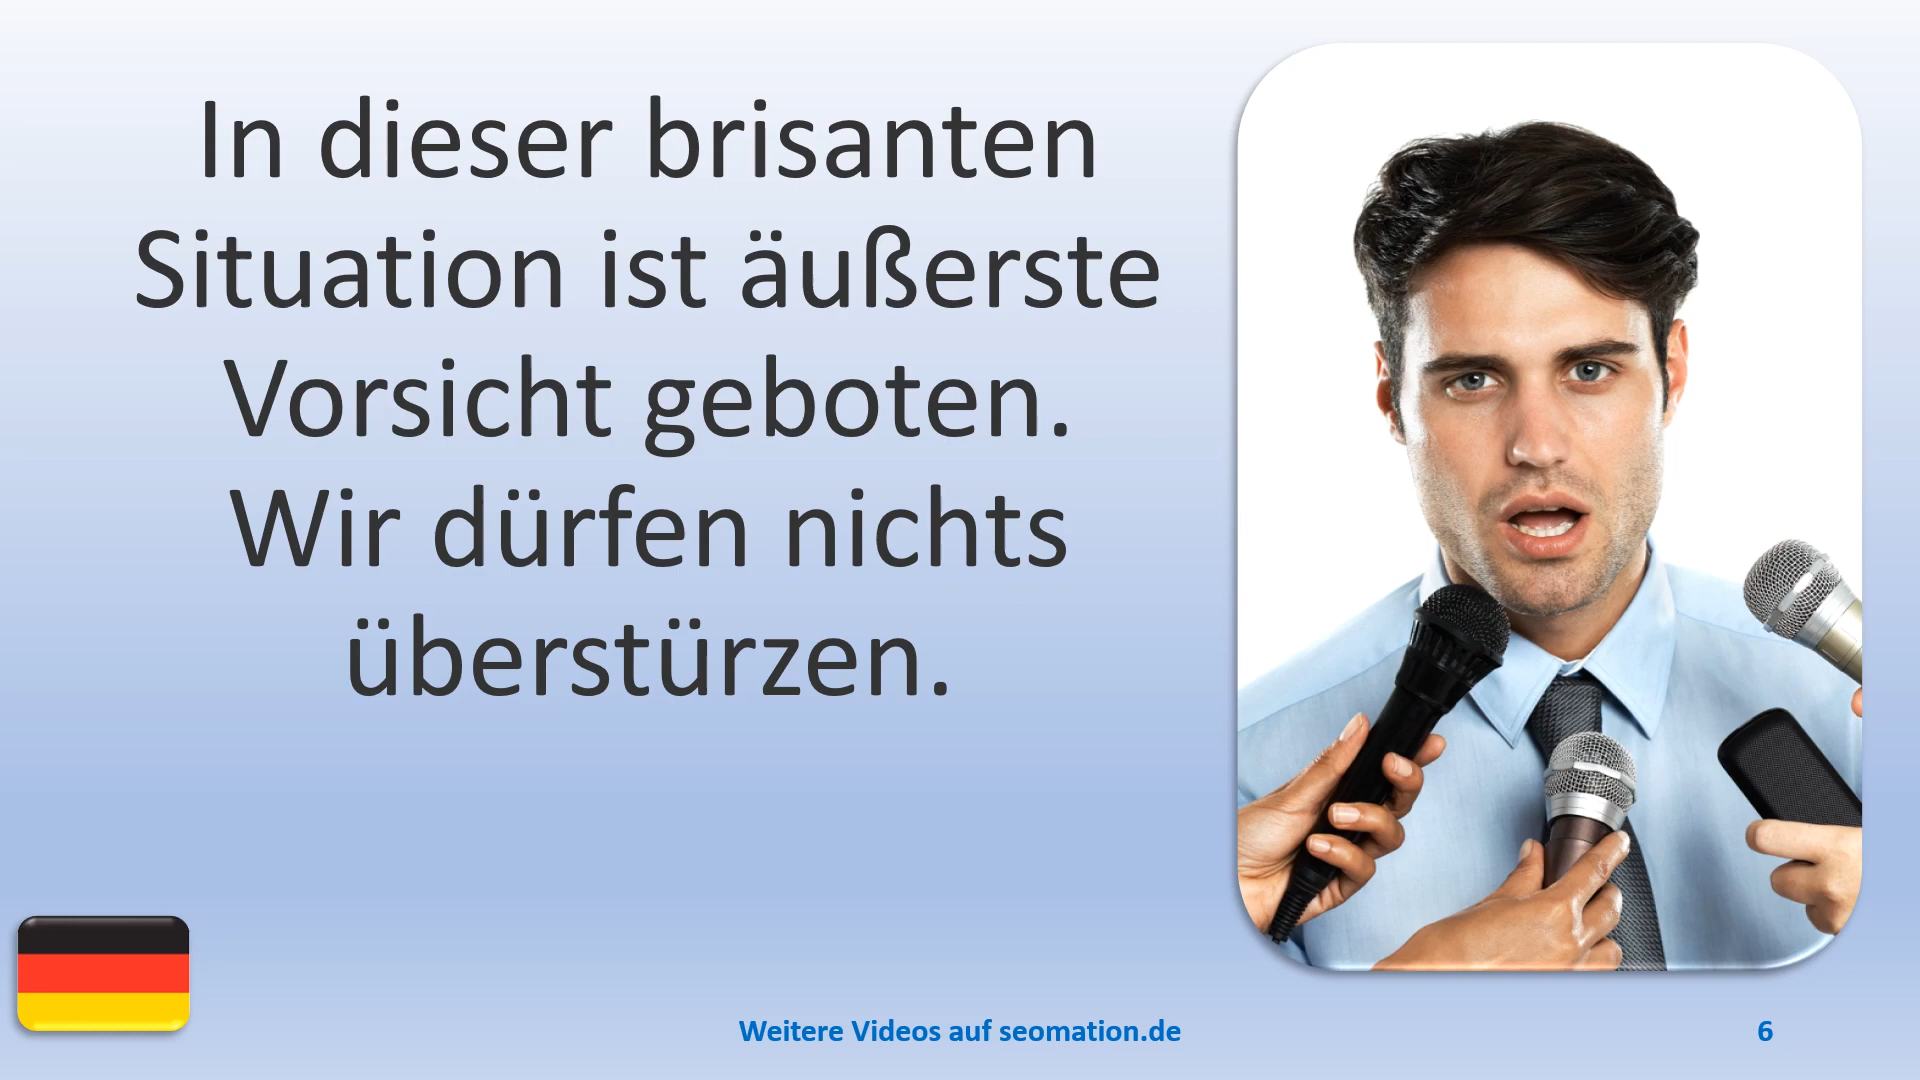 In dieser brisanten
Situation ist äußerste
Vorsicht geboten.
Wir dürfen nichts
überstürzen.
Weitere Videos auf seomation.de
6